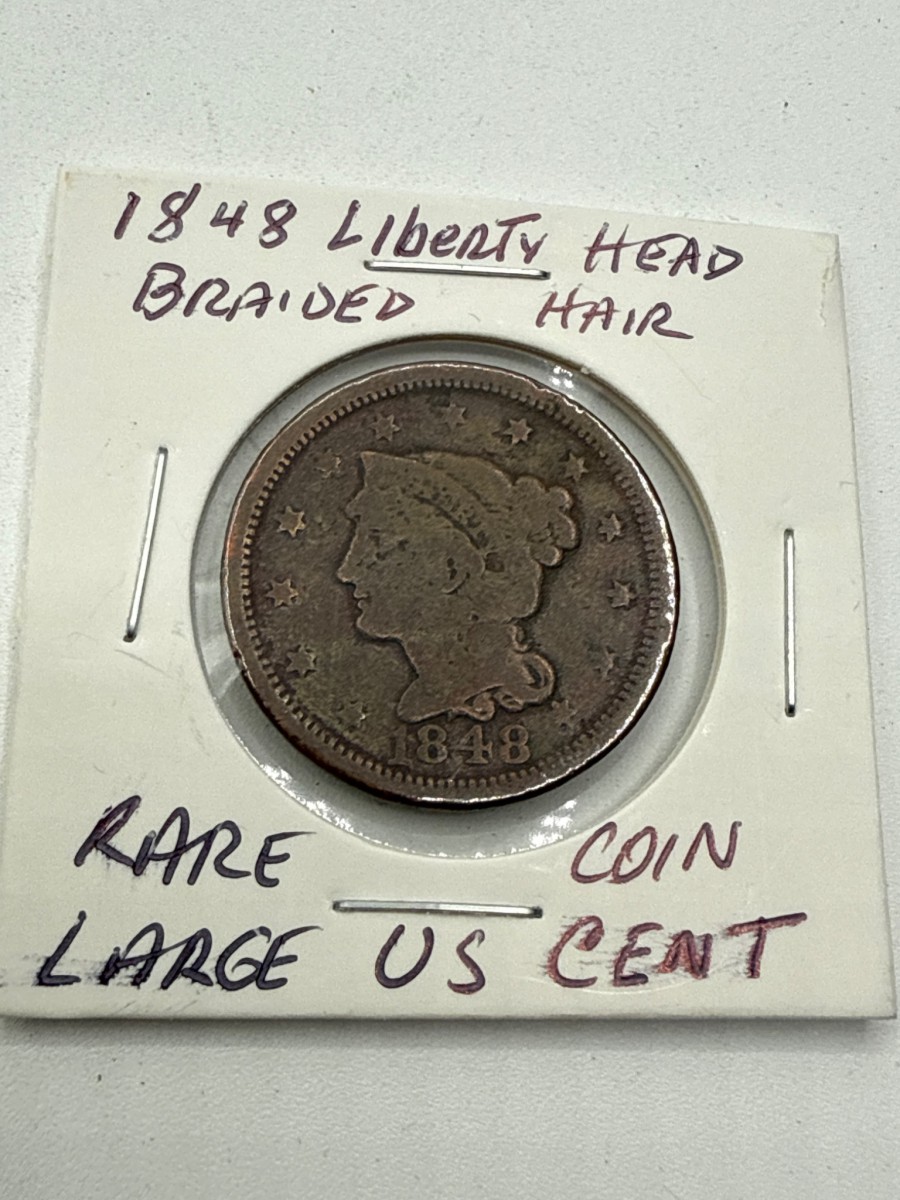 1848 LIbERTy HEAD
BRAIDED HAIR
1848
RARE COIN
LARGE US CENT